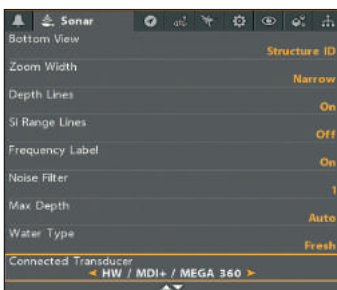 Sonar
Bottom View
Structure ID
Zoom Width
Narrow
Depth Lines
On
SI Range Lines
Off
Frequency Label
On
Noise Filter
1
Max Depth
Auto
Water Type
Fresh
Connected Transducer
HW / MDI+ / MEGA 360